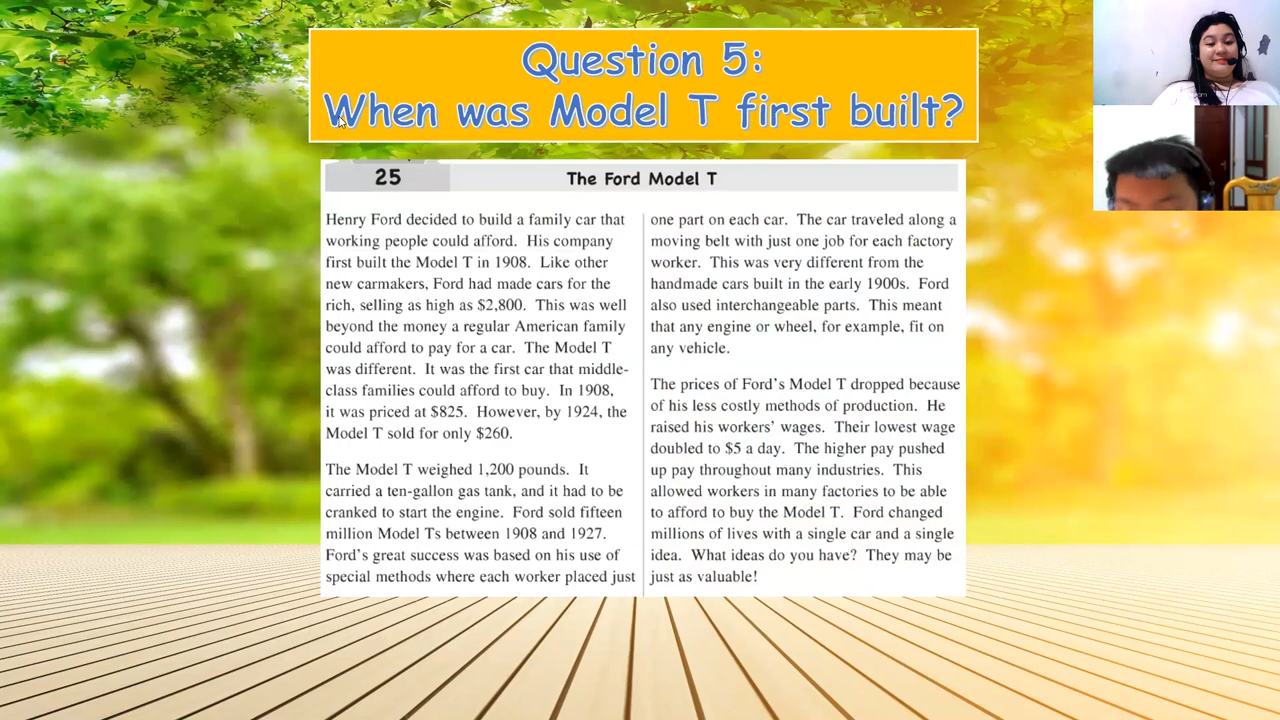 Question 5:
When was Model T first built?
25
The Ford Model T
Henry Ford decided to build a family car that
working people could afford. His company
first built the Model T in 1908. Like other
new carmakers, Ford had made cars for the
rich, selling as high as $2,800. This was well
beyond the money a regular American family
could afford to pay for a car. The Model T
was different. It was the first car that middle-
class families could afford to buy. In 1908,
it was priced at $825. However, by 1924, the
Model T sold for only $260.
The Model T weighed 1,200 pounds. It
carried a ten-gallon gas tank, and it had to be
cranked to start the engine. Ford sold fifteen
million Model Ts between 1908 and 1927.
Ford's great success was based on his use of
special methods where each worker placed just
one part on each car. The car traveled along a
moving belt with just one job for each factory
worker. This was very different from the
handmade cars built in the early 1900s. Ford
also used interchangeable parts. This meant
that any engine or wheel, for example, fit on
any vehicle.
The prices of Ford's Model T dropped because
of his less costly methods of production. He
raised his workers' wages. Their lowest wage
doubled to $5 a day. The higher pay pushed
up pay throughout many industries. This
allowed workers in many factories to be able
to afford to buy the Model T. Ford changed
millions of lives with a single car and a single
idea. What ideas do you have? They may be
just as valuable!